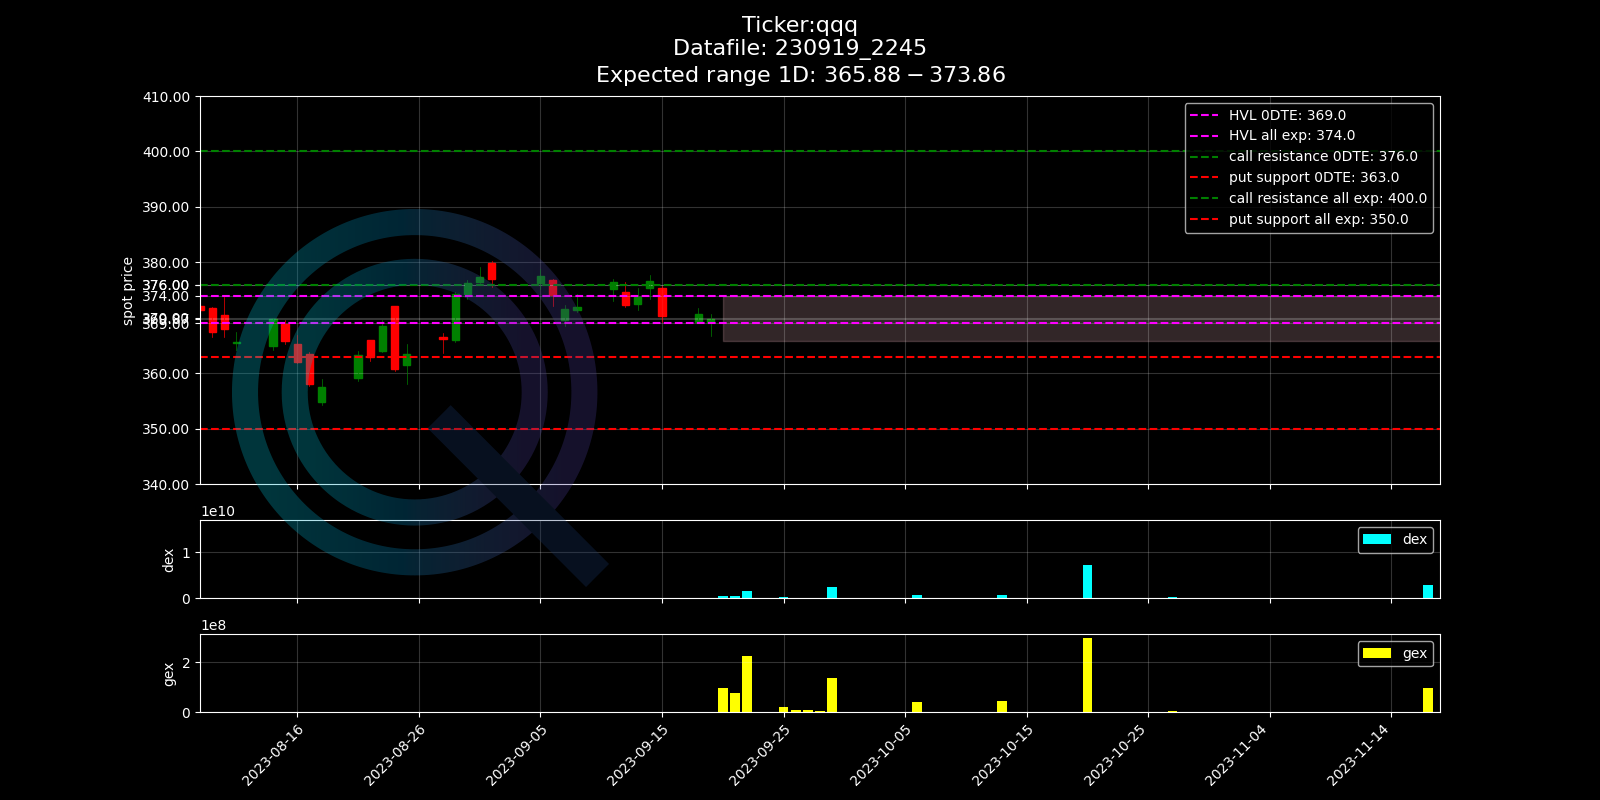 Ticker:qqq
Datafile: 230919_2245
Expected range 1D: 365.88 − 373.86
410.00
400.00
390.00
380.00
376.00
374.00
369.00
360.00
350.00
340.00
spot price
HVL 0DTE: 369.0
HVL all exp: 374.0
call resistance 0DTE: 376.0
put support 0DTE: 363.0
call resistance all exp: 400.0
put support all exp: 350.0
1e10
1
0
dex
dex
1e8
2
0
gex
gex
2023-08-16
2023-08-26
2023-09-05
2023-09-15
2023-09-25
2023-10-05
2023-10-15
2023-10-25
2023-11-04
2023-11-14